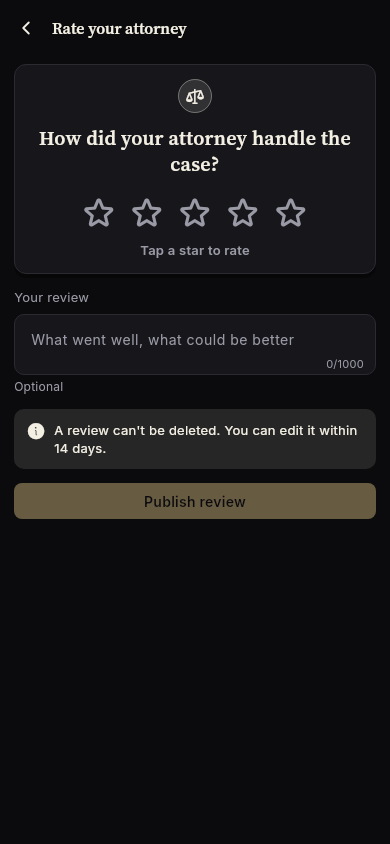 Rate your attorney
How did your attorney handle the
case?
Tap a star to rate
Your review
What went well, what could be better
0/1000
Optional
A review can't be deleted. You can edit it within
14 days.
Publish review